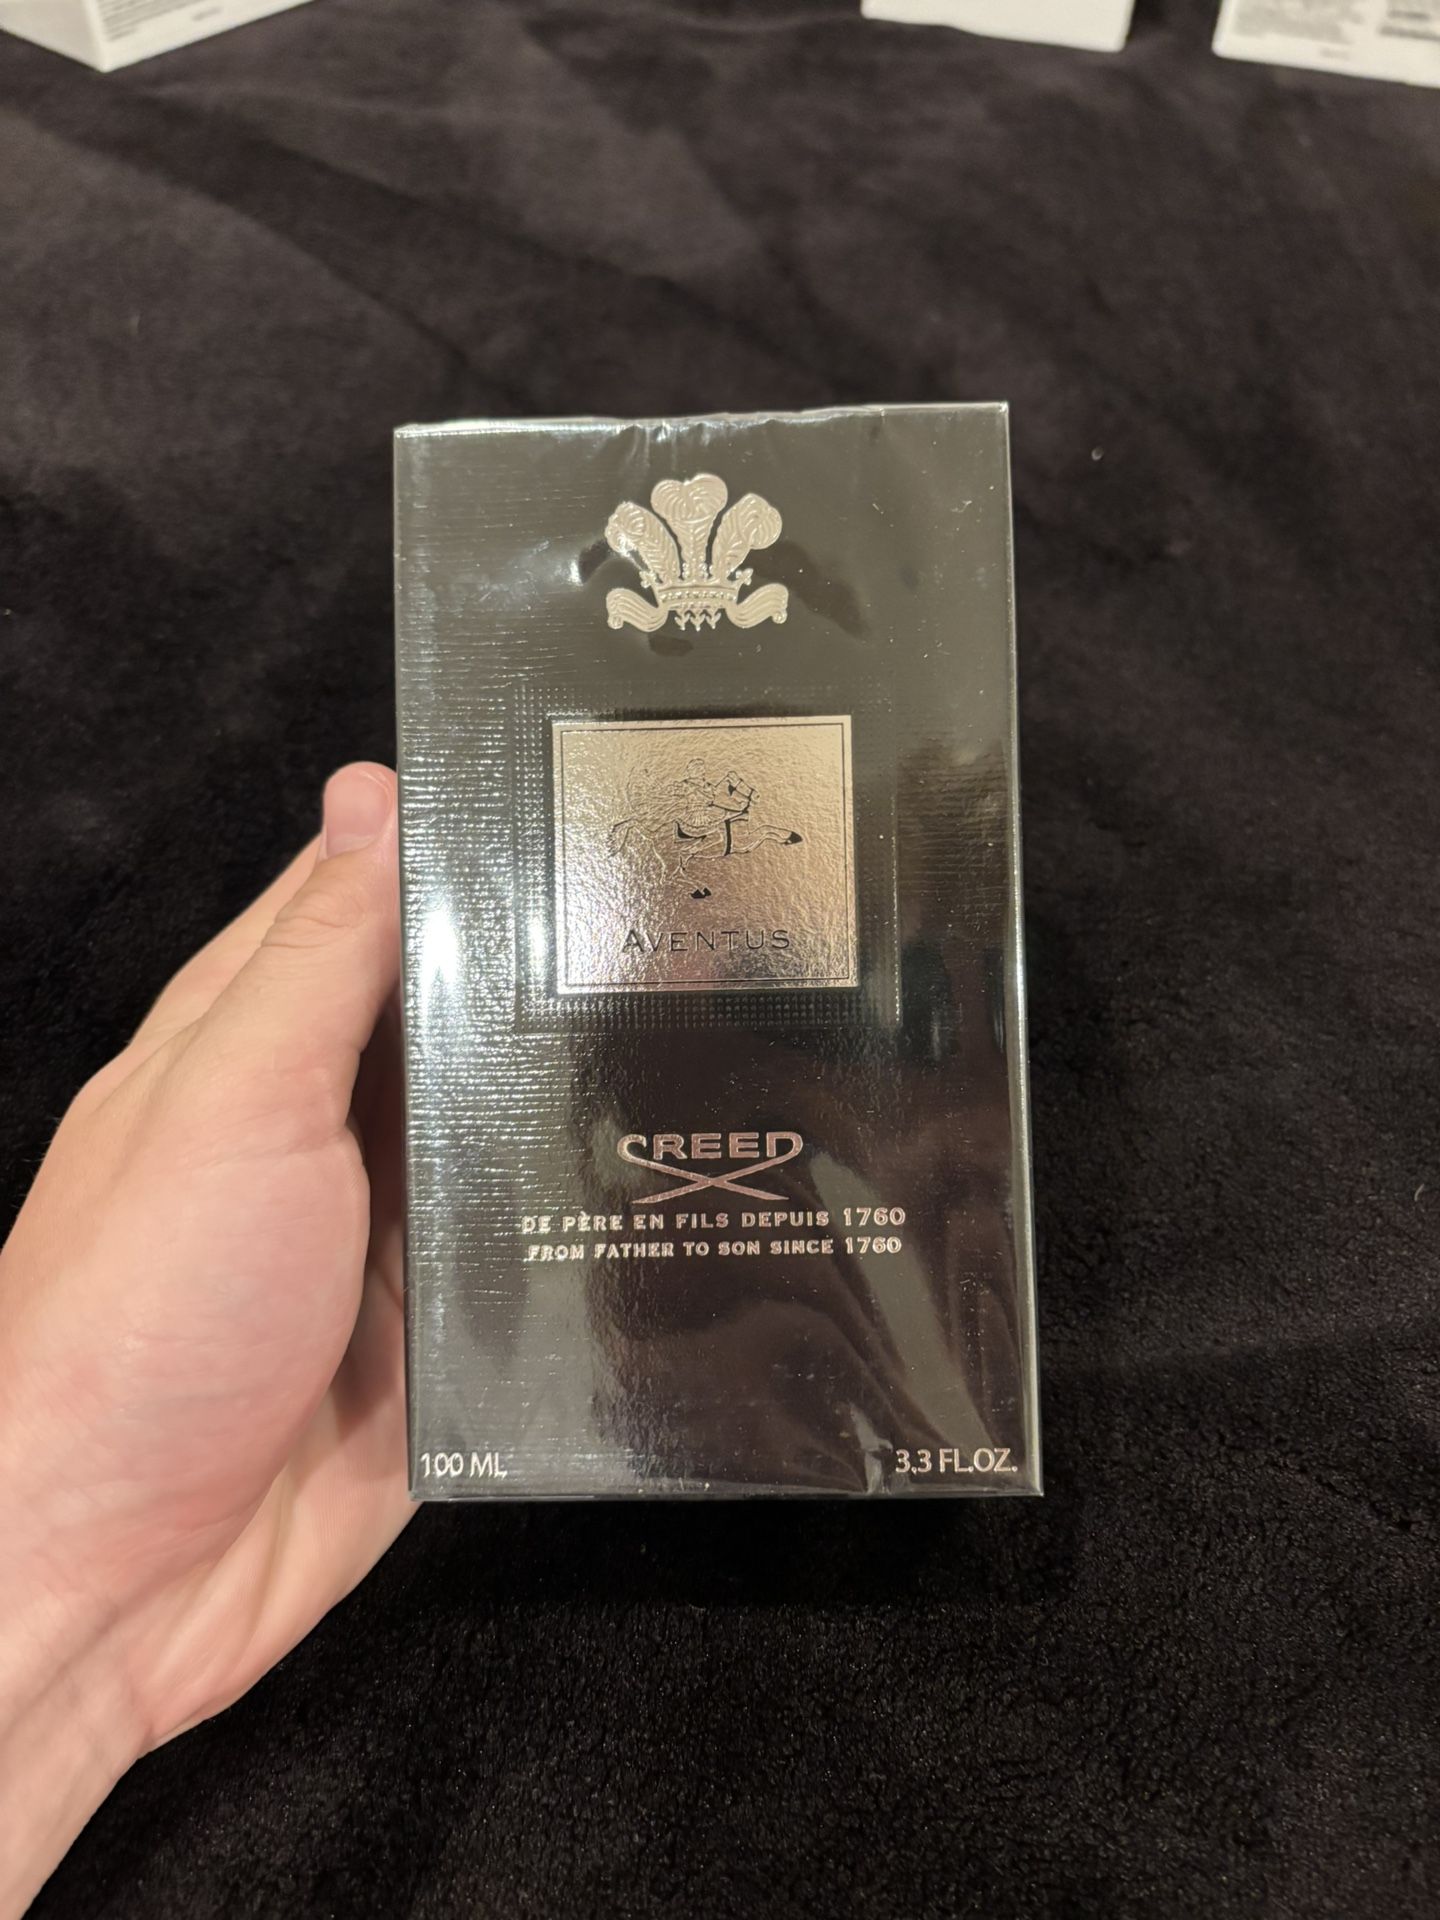 AVENTUS
CREED
DE PÈRE EN FILS DEPUIS 1760
FROM FATHER TO SON SINCE 1760
100 ML
3,3 FL.OZ.